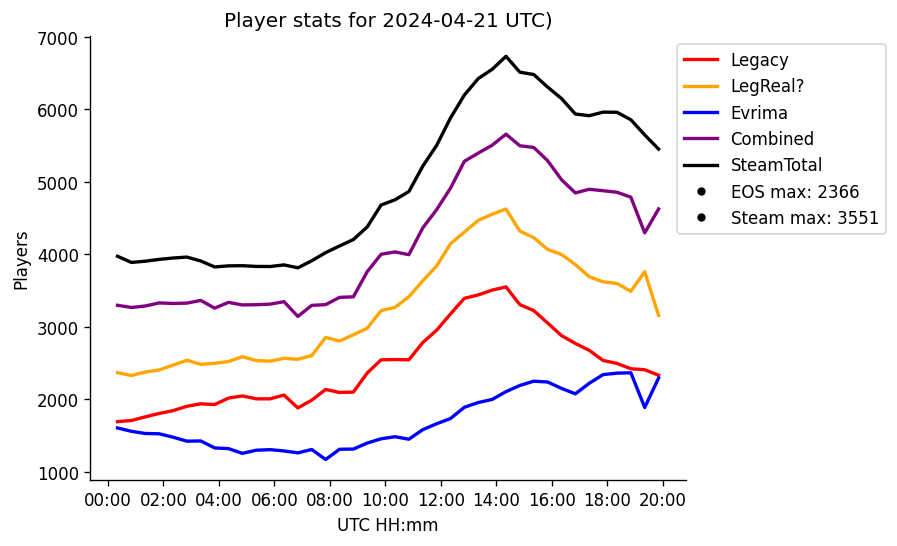 Player stats for 2024-04-21 UTC)
Players
7000
6000
5000
4000
3000
2000
1000
00:00 02:00 04:00 06:00 08:00 10:00 12:00 14:00 16:00 18:00 20:00
UTC HH:mm
Legacy
LegReal?
Evrima
Combined
SteamTotal
EOS max: 2366
Steam max: 3551